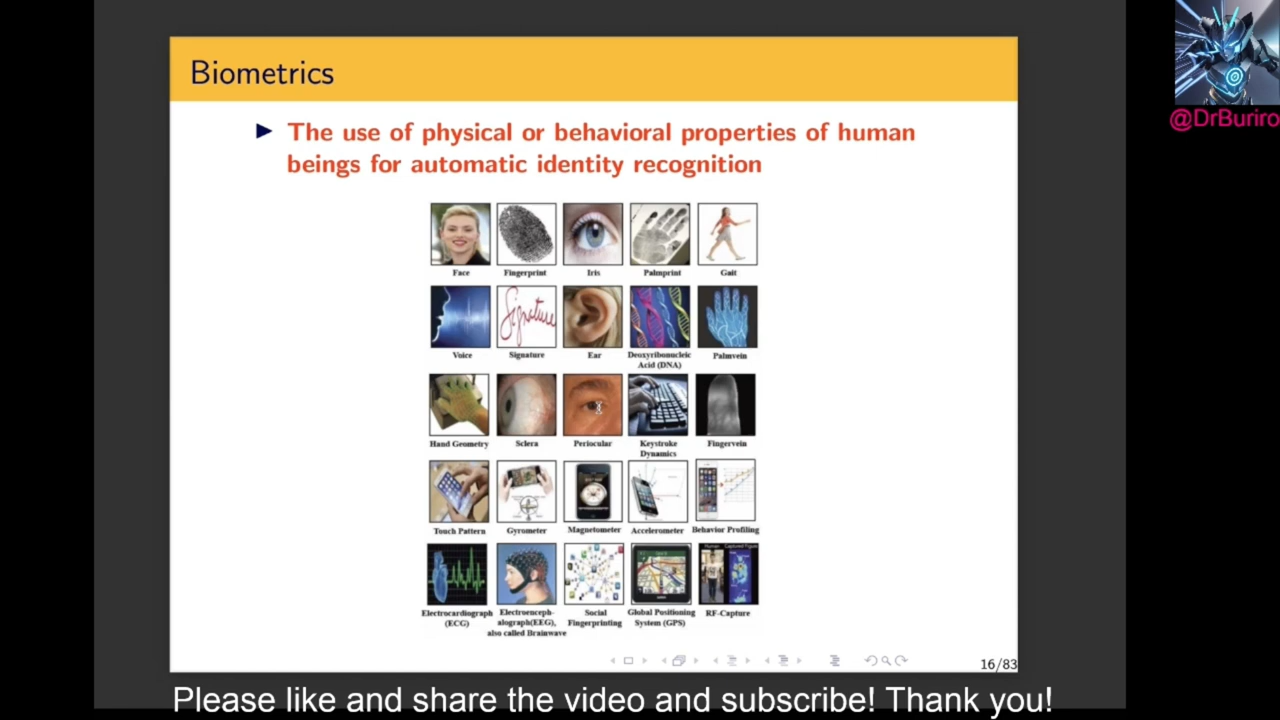 Biometrics
@DrBuriro
The use of physical or behavioral properties of human
beings for automatic identity recognition
Face Fingerprint Iris Palmprint Gait
Signature
Voice Signature Ear Deoxyribonucleic Acid (DNA) Palmvein
Hand Geometry Sclera Periocular Keystroke Dynamics Fingervein
Touch Pattern Gyrometer Magnetometer Accelerometer Behavior Profiling
Electrocardiograph (ECG) Electroenceph-alograph(EEG), also called Brainwave Social Fingerprinting Global Positioning System (GPS) RF-Capture
16/83
Please like and share the video and subscribe! Thank you!